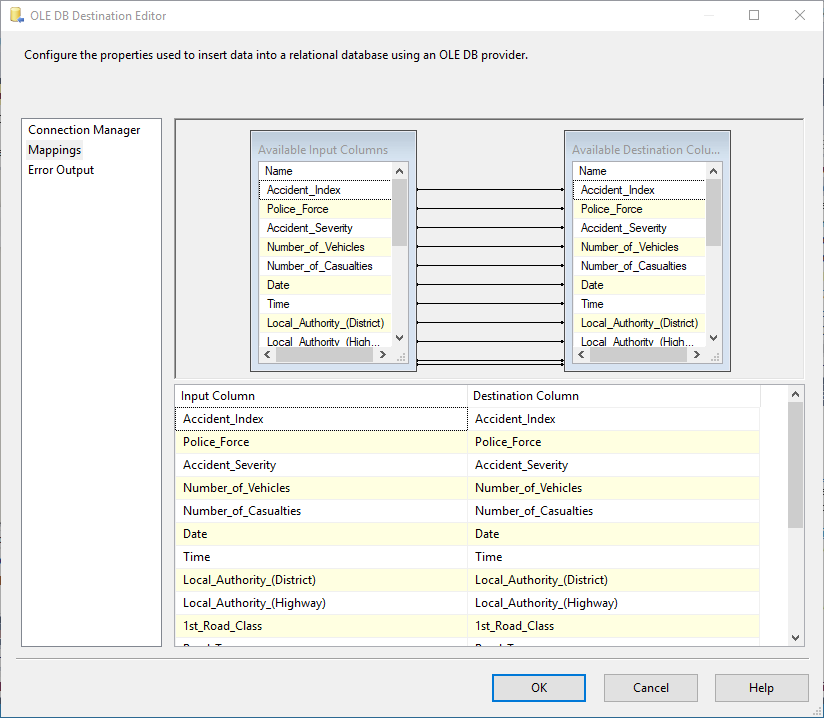 OLE DB Destination Editor
Configure the properties used to insert data into a relational database using an OLE DB provider.
Connection Manager
Mappings
Error Output
Available Input Columns
Name
Accident_Index
Police_Force
Accident_Severity
Number_of_Vehicles
Number_of_Casualties
Date
Time
Local_Authority_(District)
Local_Authority_(High...
Available Destination Colu...
Name
Accident_Index
Police_Force
Accident_Severity
Number_of_Vehicles
Number_of_Casualties
Date
Time
Local_Authority_(District)
Local_Authority_(High...
Input Column Destination Column
Accident_Index Accident_Index
Police_Force Police_Force
Accident_Severity Accident_Severity
Number_of_Vehicles Number_of_Vehicles
Number_of_Casualties Number_of_Casualties
Date Date
Time Time
Local_Authority_(District) Local_Authority_(District)
Local_Authority_(Highway) Local_Authority_(Highway)
1st_Road_Class 1st_Road_Class
OK Cancel Help